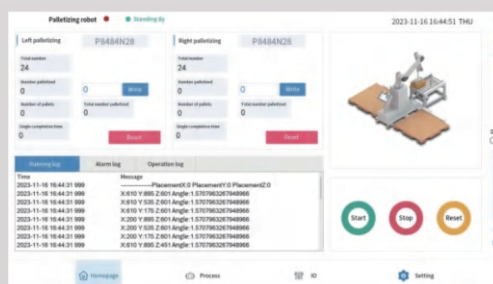 Palletizing robot
Standing By
2023-11-16 16:44:51 THU
Left palletizing
P8484N28
Total number
24
Number palletized
0
0
Write
Number of pallets
0
Total number palletized
0
Single completion time
0
Reset
Right palletizing
P8484N28
Total number
24
Number palletized
0
0
Write
Number of pallets
0
Total number palletized
0
Single completion time
0
Reset
Running log
Alarm log
Operation log
Time Message
2023-11-16 16:44:31 999 ---------------PlacementX:0 PlacementY:0 PlacementZ:0
2023-11-16 16:44:31 999 X:610 Y:895 Z:601 Angle:1.5707963267948966
2023-11-16 16:44:31 999 X:610 Y:535 Z:601 Angle:1.5707963267948966
2023-11-16 16:44:31 999 X:610 Y:175 Z:601 Angle:1.5707963267948966
2023-11-16 16:44:31 999 X:200 Y:895 Z:601 Angle:1.5707963267948966
2023-11-16 16:44:31 999 X:200 Y:535 Z:601 Angle:1.5707963267948966
2023-11-16 16:44:31 999 X:200 Y:175 Z:601 Angle:1.5707963267948966
2023-11-16 16:44:31 999 X:610 Y:895 Z:451 Angle:1.5707963267948966
Start
Stop
Reset
Homepage
Process
IO
Setting